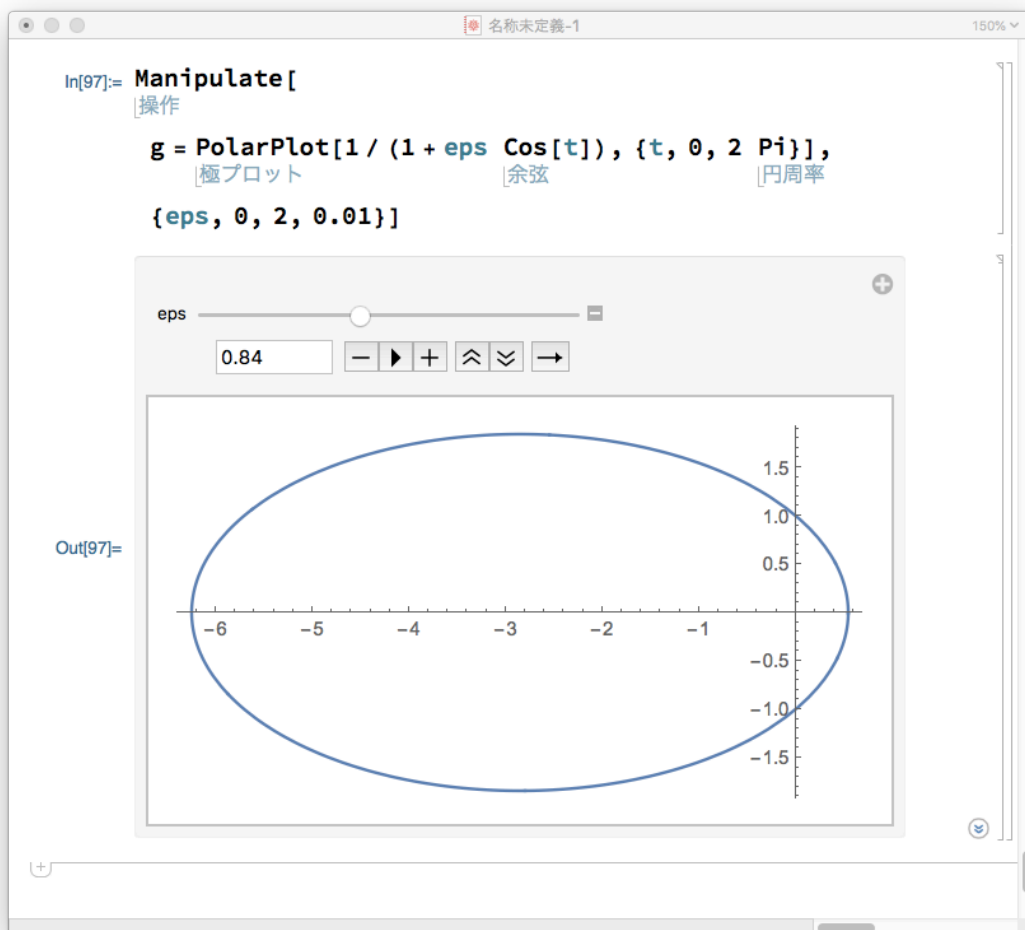 名称未定義-1
150%
In[97]:= Manipulate[
操作
g = PolarPlot[1 / (1 + eps Cos[t]), {t, 0, 2 Pi}],
極プロット 余弦 円周率
{eps, 0, 2, 0.01}]
eps
0.84
Out[97]=
1.5
1.0
0.5
-6 -5 -4 -3 -2 -1
-0.5
-1.0
-1.5